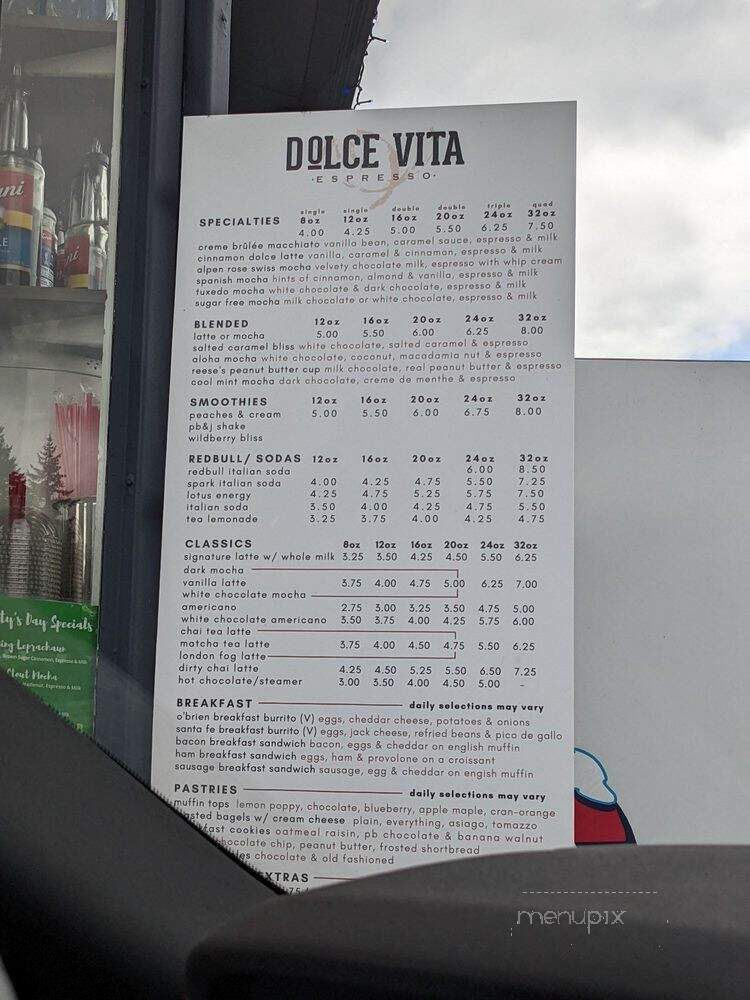 DOLCE VITA
·ESPRESSO·
single single double double triple quad
SPECIALTIES 8oz 12oz 16oz 20oz 24oz 32oz
4.00 4.25 5.00 5.50 6.25 7.50
creme brûlée macchiato vanilla bean, caramel sauce, espresso & milk
cinnamon dolce latte vanilla, caramel & cinnamon, espresso & milk
alpen rose swiss mocha velvety chocolate milk, espresso with whip cream
spanish mocha hints of cinnamon, almond & vanilla, espresso & milk
tuxedo mocha white chocolate & dark chocolate, espresso & milk
sugar free mocha milk chocolate or white chocolate, espresso & milk
BLENDED 12oz 16oz 20oz 24oz 32oz
latte or mocha 5.00 5.50 6.00 6.25 8.00
salted caramel bliss white chocolate, salted caramel & espresso
aloha mocha white chocolate, coconut, macadamia nut & espresso
reese's peanut butter cup milk chocolate, real peanut butter & espresso
cool mint mocha dark chocolate, creme de menthe & espresso
SMOOTHIES 12oz 16oz 20oz 24oz 32oz
peaches & cream 5.00 5.50 6.00 6.75 8.00
pb&j shake
wildberry bliss
REDBULL/ SODAS 12oz 16oz 20oz 24oz 32oz
redbull italian soda 6.00 8.50
spark italian soda 4.00 4.25 4.75 5.50 7.25
lotus energy 4.25 4.75 5.25 5.75 7.50
italian soda 3.50 4.00 4.25 4.75 5.50
tea lemonade 3.25 3.75 4.00 4.25 4.75
CLASSICS 8oz 12oz 16oz 20oz 24oz 32oz
signature latte w/ whole milk 3.25 3.50 4.25 4.50 5.50 6.25
dark mocha
vanilla latte 3.75 4.00 4.75 5.00 6.25 7.00
white chocolate mocha
americano 2.75 3.00 3.25 3.50 4.75 5.00
white chocolate americano 3.50 3.75 4.00 4.25 5.75 6.00
chai tea latte
matcha tea latte 3.75 4.00 4.50 4.75 5.50 6.25
london fog latte
dirty chai latte 4.25 4.50 5.25 5.50 6.50 7.25
hot chocolate/steamer 3.00 3.50 4.00 4.50 5.00 -
BREAKFAST daily selections may vary
o'brien breakfast burrito (V) eggs, cheddar cheese, potatoes & onions
santa fe breakfast burrito (V) eggs, jack cheese, refried beans & pico de gallo
bacon breakfast sandwich bacon, eggs & cheddar on english muffin
ham breakfast sandwich eggs, ham & provolone on a croissant
sausage breakfast sandwich sausage, egg & cheddar on engish muffin
PASTRIES daily selections may vary
muffin tops lemon poppy, chocolate, blueberry, apple maple, cran-orange
asted bagels w/ cream cheese plain, everything, asiago, tomazzo
kfast cookies oatmeal raisin, pb chocolate & banana walnut
hocolate chip, peanut butter, frosted shortbread
les chocolate & old fashioned
EXTRAS
ty's Day Specials
ing Leprechaun
Brown Sugar Cinnamon, Espresso & Milk
Clout Mocha
Hazelnut, Espresso & Milk
menupix